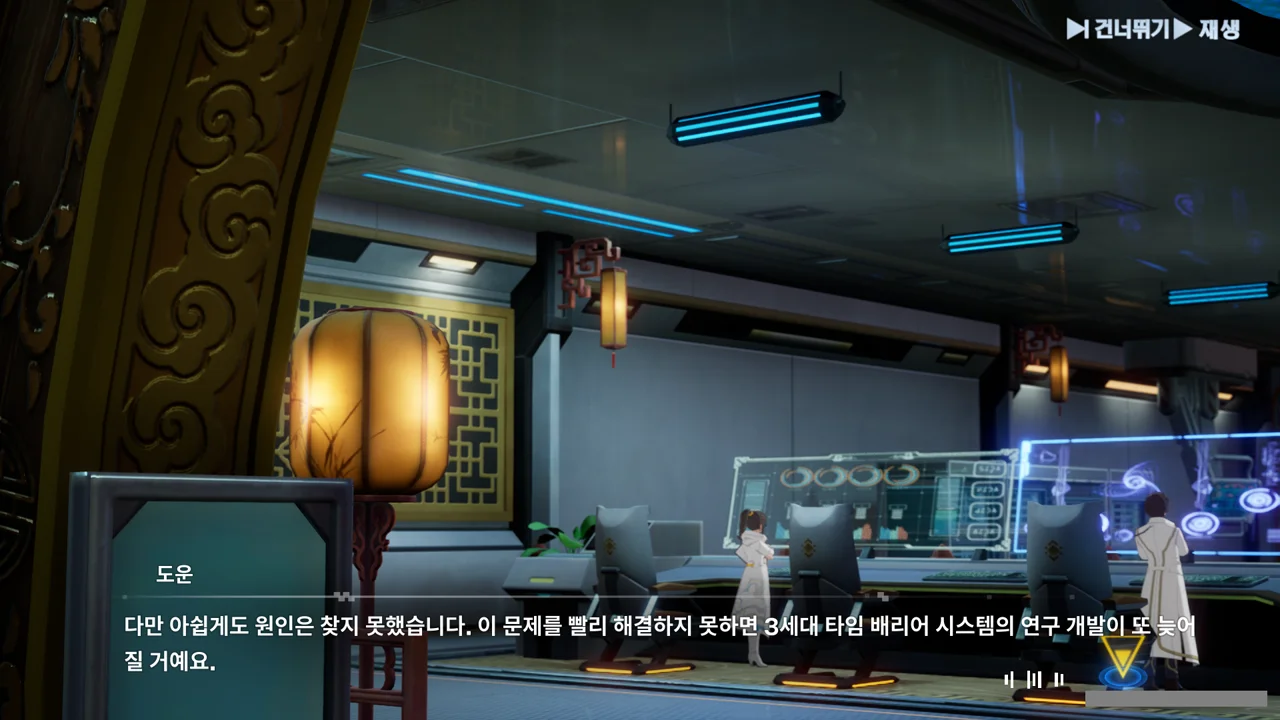 건너뛰기 재생
도운
다만 아쉽게도 원인은 찾지 못했습니다. 이 문제를 빨리 해결하지 못하면 3세대 타임 배리어 시스템의 연구 개발이 또 늦어
질 거예요.